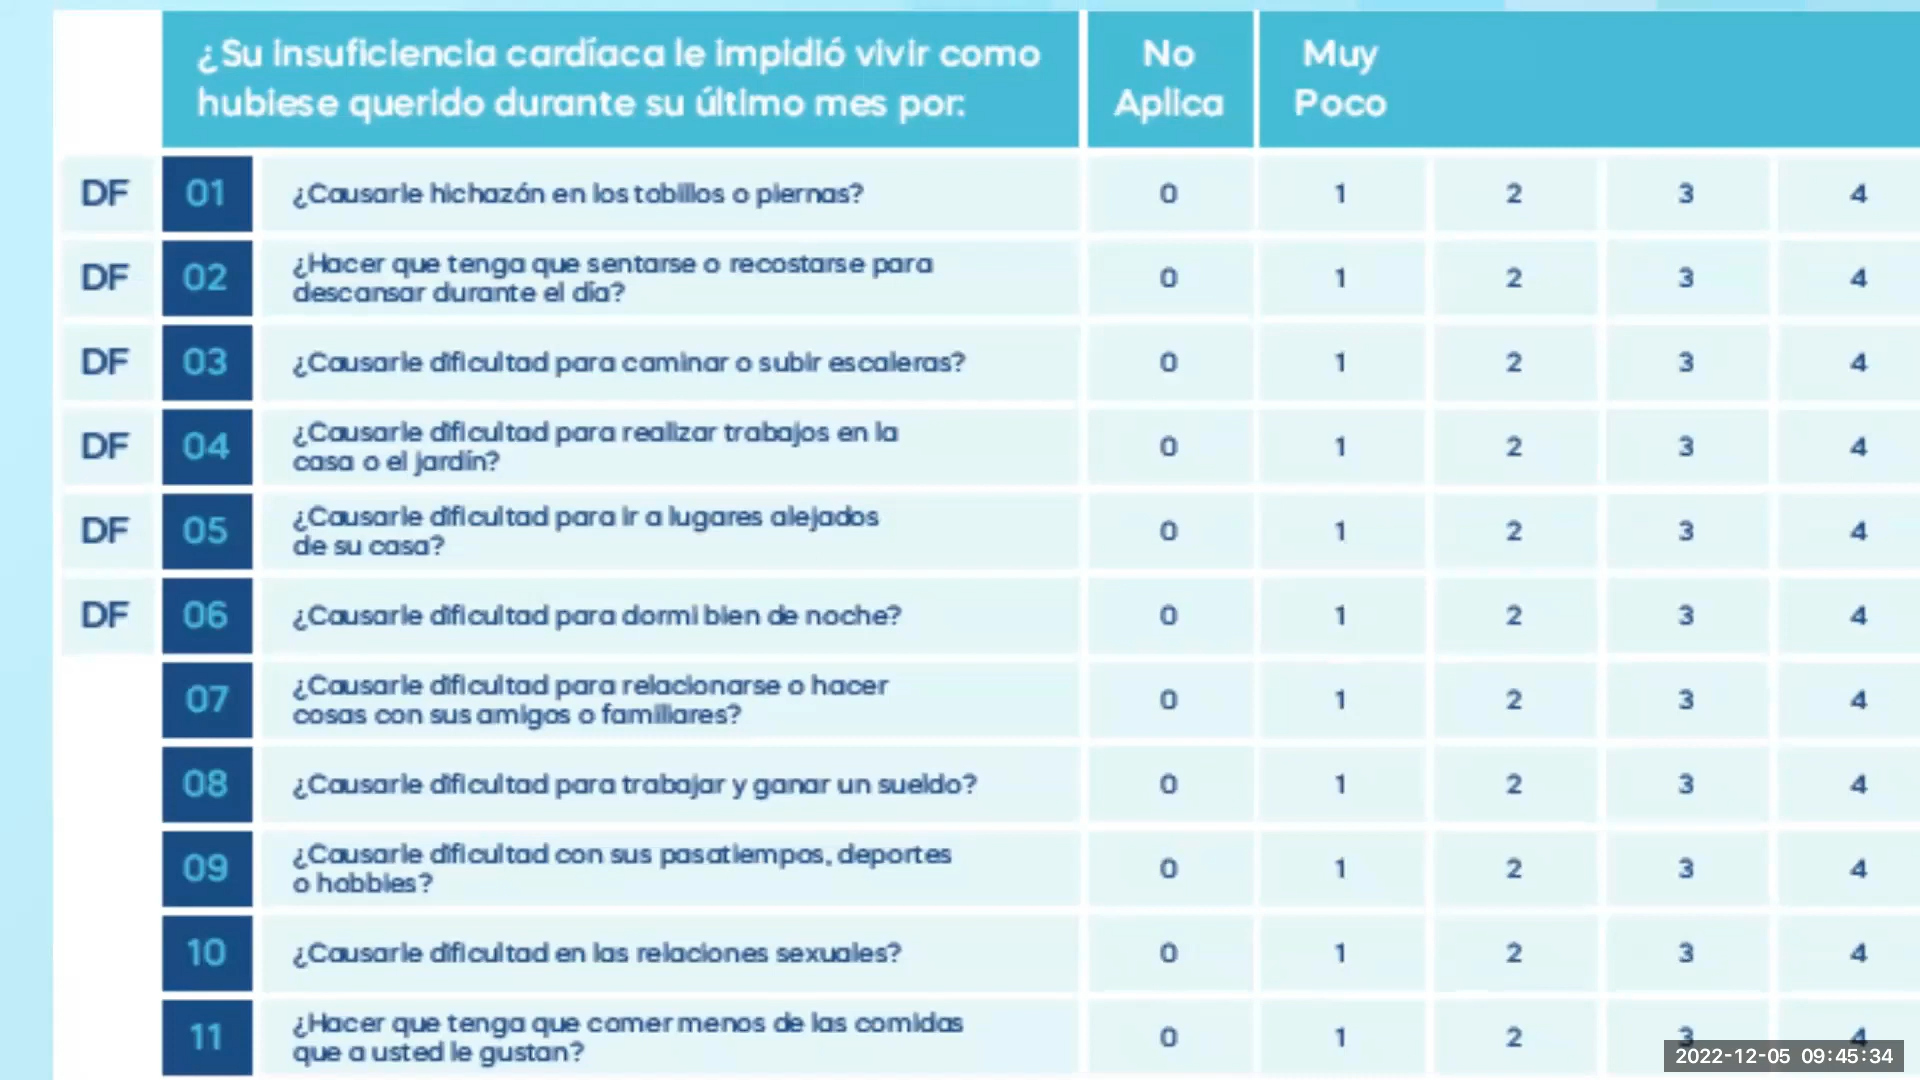 ¿Su insuficiencia cardíaca le impidió vivir como
hubiese querido durante su último mes por:
No
Aplica
Muy
Poco
DF 01 ¿Causarle hichazón en los tobillos o piernas? 0 1 2 3 4
DF 02 ¿Hacer que tenga que sentarse o recostarse para
descansar durante el día? 0 1 2 3 4
DF 03 ¿Causarle dificultad para caminar o subir escaleras? 0 1 2 3 4
DF 04 ¿Causarle dificultad para realizar trabajos en la
casa o el jardín? 0 1 2 3 4
DF 05 ¿Causarle dificultad para ir a lugares alejados
de su casa? 0 1 2 3 4
DF 06 ¿Causarle dificultad para dormi bien de noche? 0 1 2 3 4
07 ¿Causarle dificultad para relacionarse o hacer
cosas con sus amigos o familiares? 0 1 2 3 4
08 ¿Causarle dificultad para trabajar y ganar un sueldo? 0 1 2 3 4
09 ¿Causarle dificultad con sus pasatiempos, deportes
o hobbies? 0 1 2 3 4
10 ¿Causarle dificultad en las relaciones sexuales? 0 1 2 3 4
11 ¿Hacer que tenga que comer menos de las comidas
que a usted le gustan? 0 1 2 3 4
2022-12-05 09:45:34